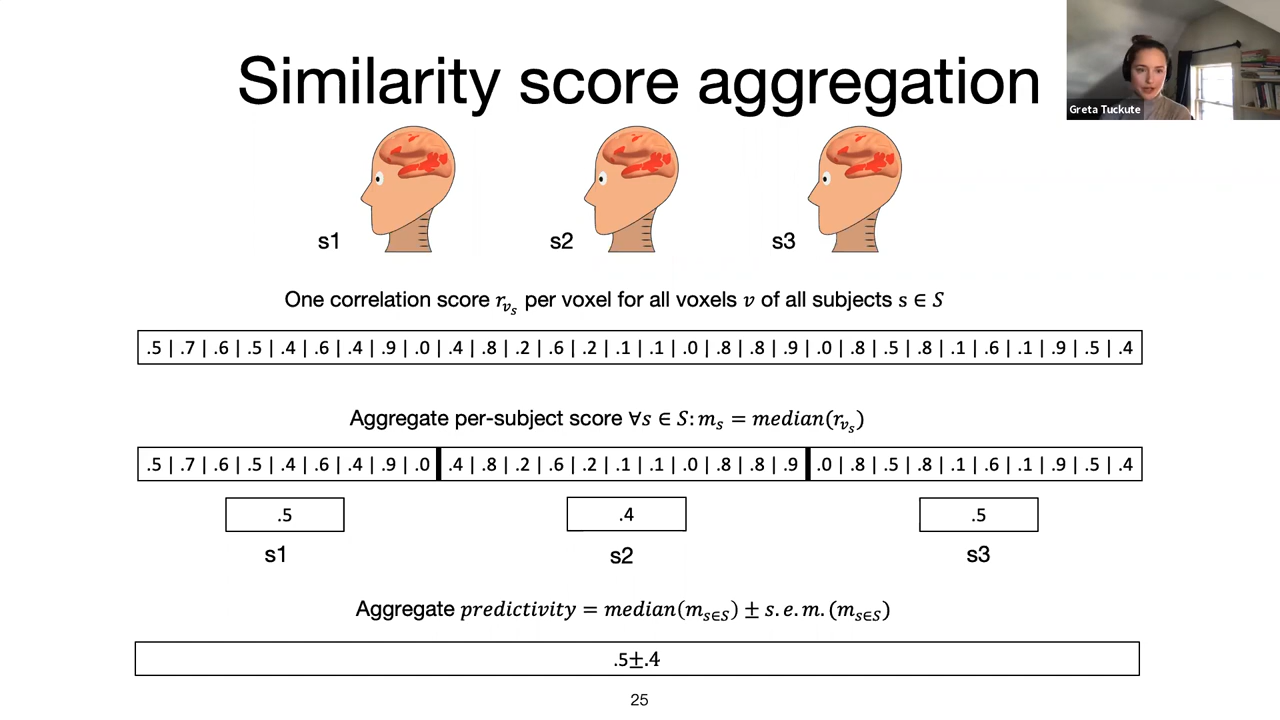 Similarity score aggregation
Greta Tuckute
s1 s2 s3
One correlation score r_{v_s} per voxel for all voxels v of all subjects s ∈ S
.5 | .7 | .6 | .5 | .4 | .6 | .4 | .9 | .0 | .4 | .8 | .2 | .6 | .2 | .1 | .1 | .0 | .8 | .8 | .9 | .0 | .8 | .5 | .8 | .1 | .6 | .1 | .9 | .5 | .4
Aggregate per-subject score ∀s ∈ S: m_s = median(r_{v_s})
.5 | .7 | .6 | .5 | .4 | .6 | .4 | .9 | .0 | .4 | .8 | .2 | .6 | .2 | .1 | .1 | .0 | .8 | .8 | .9 | .0 | .8 | .5 | .8 | .1 | .6 | .1 | .9 | .5 | .4
.5 .4 .5
s1 s2 s3
Aggregate predictivity = median(m_{s∈S}) ± s.e.m.(m_{s∈S})
.5±.4
25